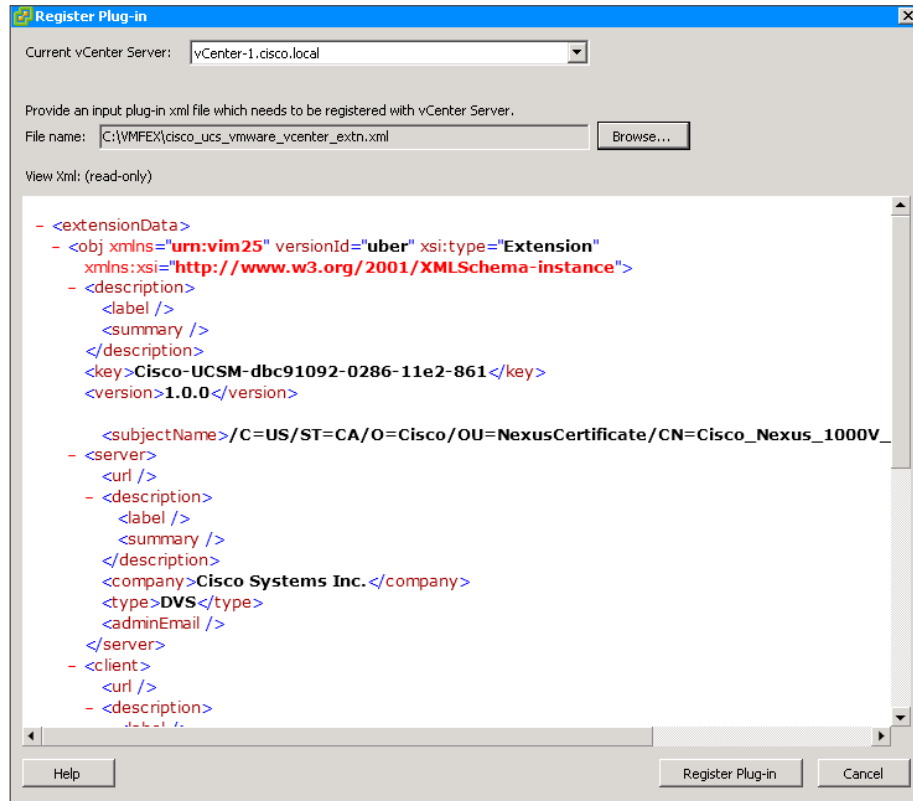 Register Plug-in
Current vCenter Server: vCenter-1.cisco.local
Provide an input plug-in xml file which needs to be registered with vCenter Server.
File name: C:\VMFEX\cisco_ucs_vmware_vcenter_extn.xml Browse...
View Xml: (read-only)
- <extensionData>
- <obj xmlns="urn:vim25" versionId="uber" xsi:type="Extension"
xmlns:xsi="http://www.w3.org/2001/XMLSchema-instance">
- <description>
<label />
<summary />
</description>
<key>Cisco-UCSM-dbc91092-0286-11e2-861</key>
<version>1.0.0</version>
<subjectName>/C=US/ST=CA/O=Cisco/OU=NexusCertificate/CN=Cisco_Nexus_1000V_
- <server>
<url />
- <description>
<label />
<summary />
</description>
<company>Cisco Systems Inc.</company>
<type>DVS</type>
<adminEmail />
</server>
- <client>
<url />
- <description>
<label />
Help Register Plug-in Cancel